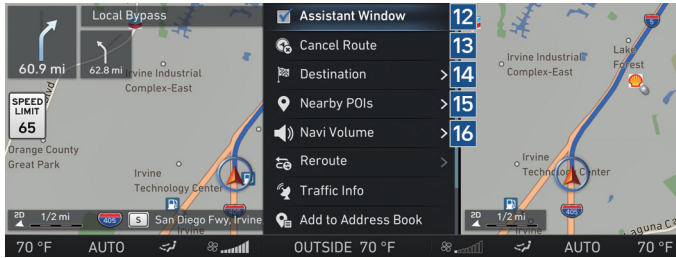 Local Bypass
60.9 mi
62.8 mi
Irvine Industrial
Complex-East
SPEED
LIMIT
65
Orange County
Great Park
Irvine
Technology Center
2D
1/2 mi
405
S
San Diego Fwy, Irvine
Assistant Window
12
Cancel Route
13
Destination
>
14
Nearby POIs
>
15
Navi Volume
>
16
Reroute
>
Traffic Info
Add to Address Book
5
Lake
Forest
Irvine Industrial
Complex-East
Irvine
Technology Center
405
2D
1/2 mi
Irvine
Laguna Ca
70 °F
AUTO
OUTSIDE 70 °F
AUTO
70 °F